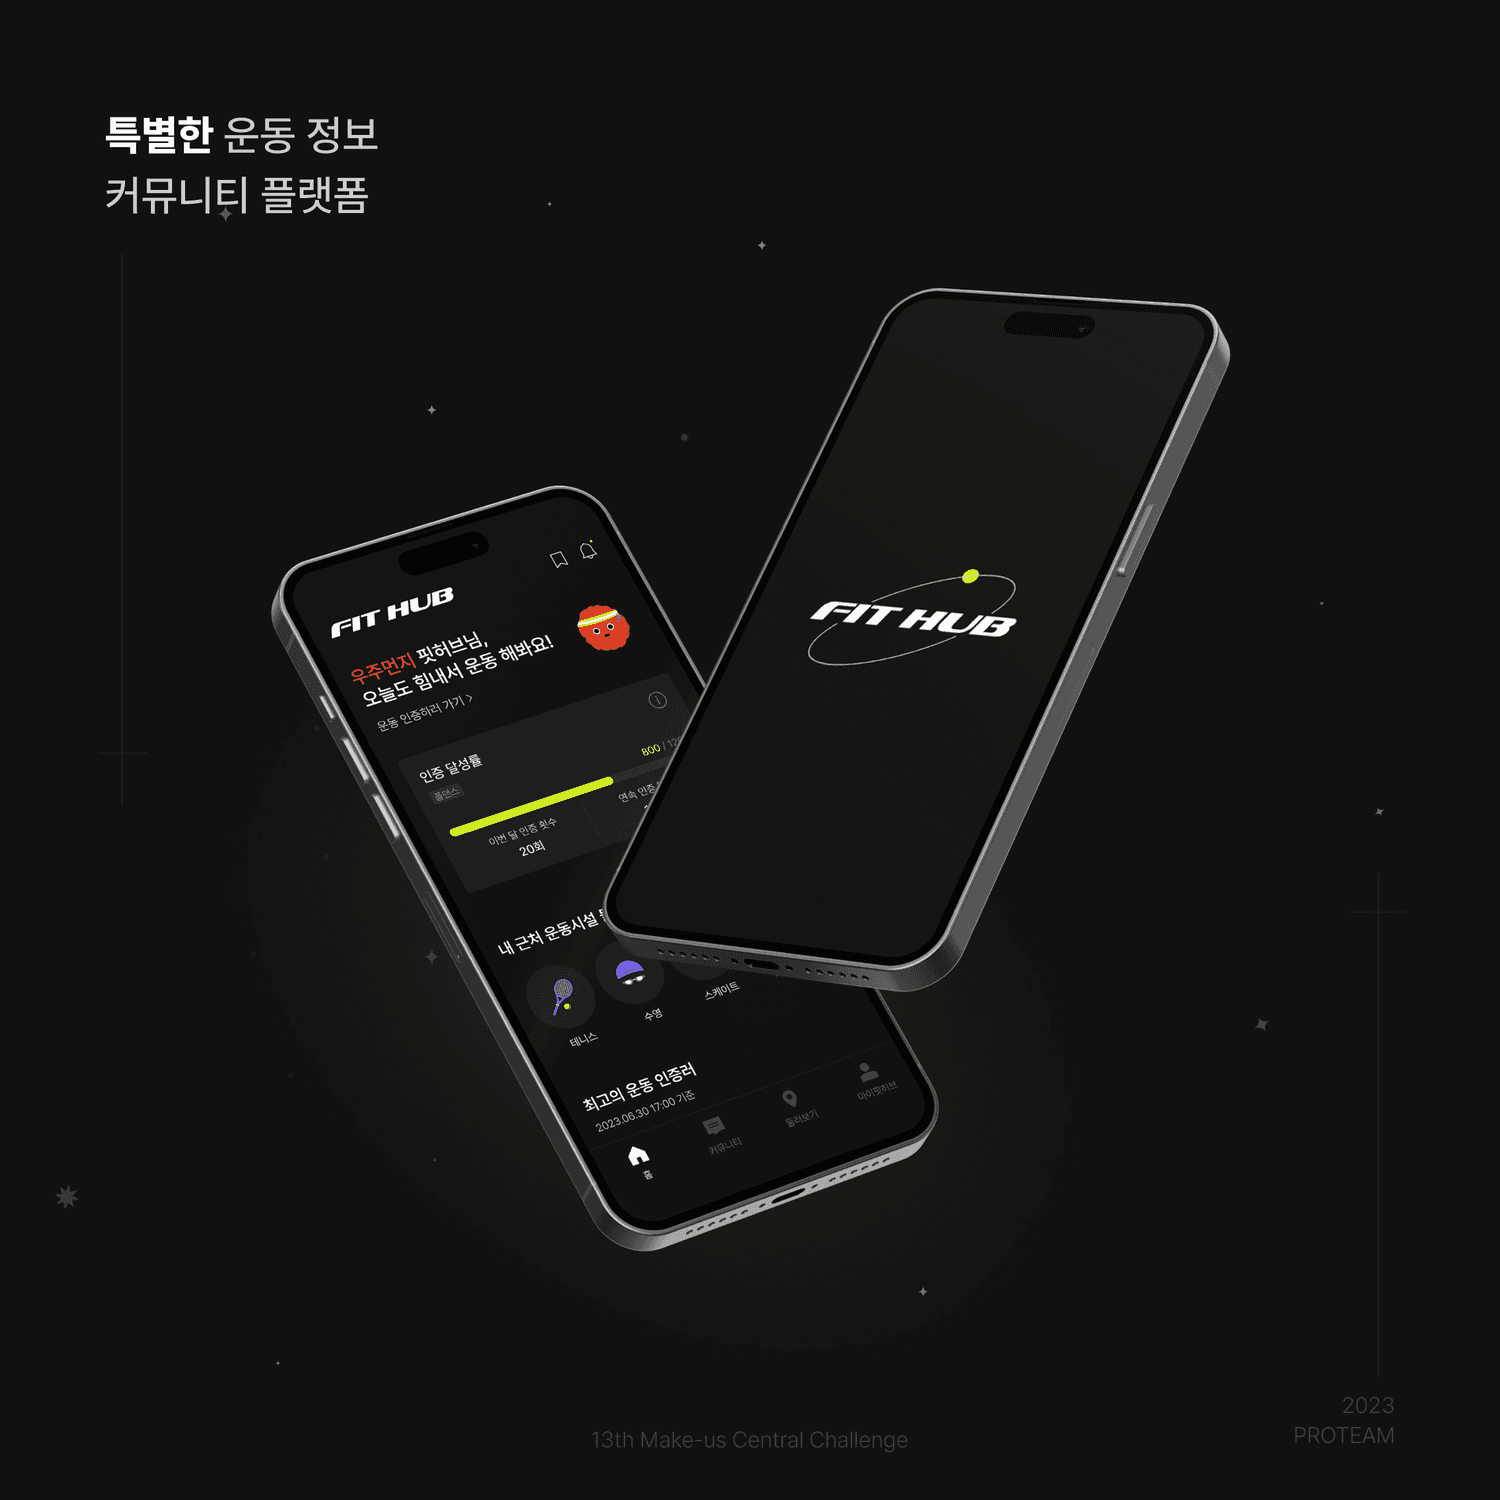 특별한 운동 정보
커뮤니티 플랫폼
FIT HUB
우주먼지 핏허브님,
오늘도 힘내서 운동 해봐요!
운동 인증하러 가기 >
인증 달성률
800 /
폴댄스
이번 달 인증 횟수
20회
연속 인증
내 근처 운동시설
테니스
수영
스케이트
최고의 운동 인증러
2023.06.30 17:00 기준
홈
커뮤니티
둘러보기
마이핏허브
FIT HUB
13th Make-us Central Challenge
2023
PROTEAM